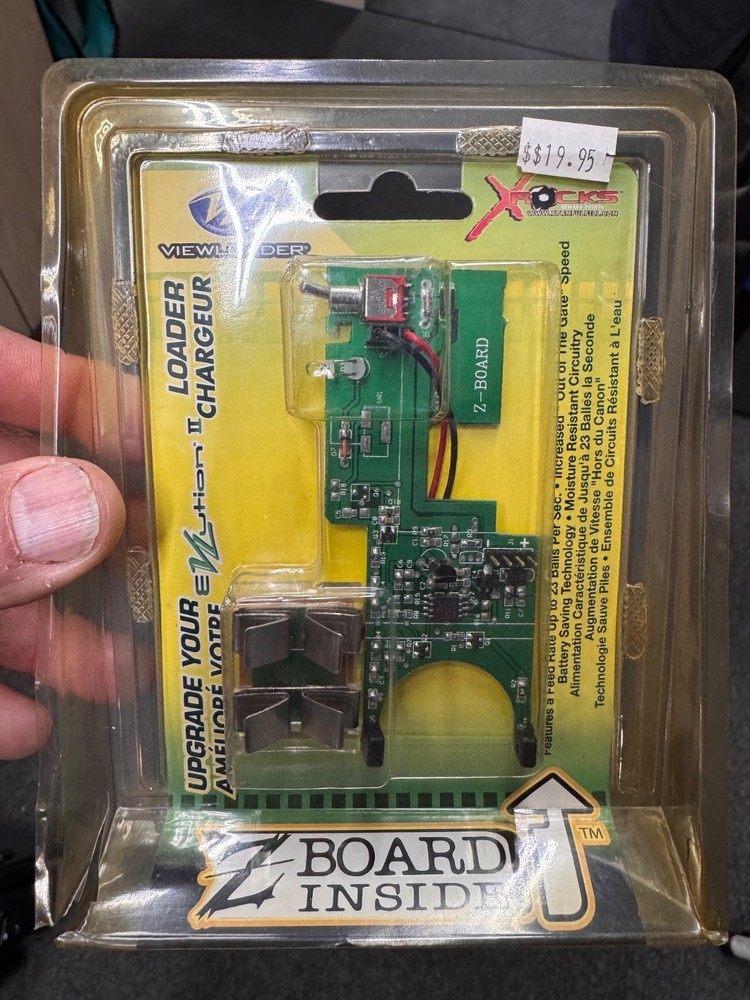 $$19.95
XROCKS™
WWW.XTRMFULFILL.COM
VIEWLOADER®
UPGRADE YOUR EVLution II LOADER
AMÉLIORÉ VOTRE CHARGEUR
Z-BOARD
Features a Feed Rate Up to 23 Balls Per Sec. • Increased "Out of The Gate" Speed
Battery Saving Technology • Moisture Resistant Circuitry
Alimentation Caractéristique de Jusqu'à 23 Balles la Seconde
Augmentation de Vitesse "Hors du Canon"
Technologie Sauve Piles • Ensemble de Circuits Résistant à L'eau
Z BOARD
INSIDE
TM